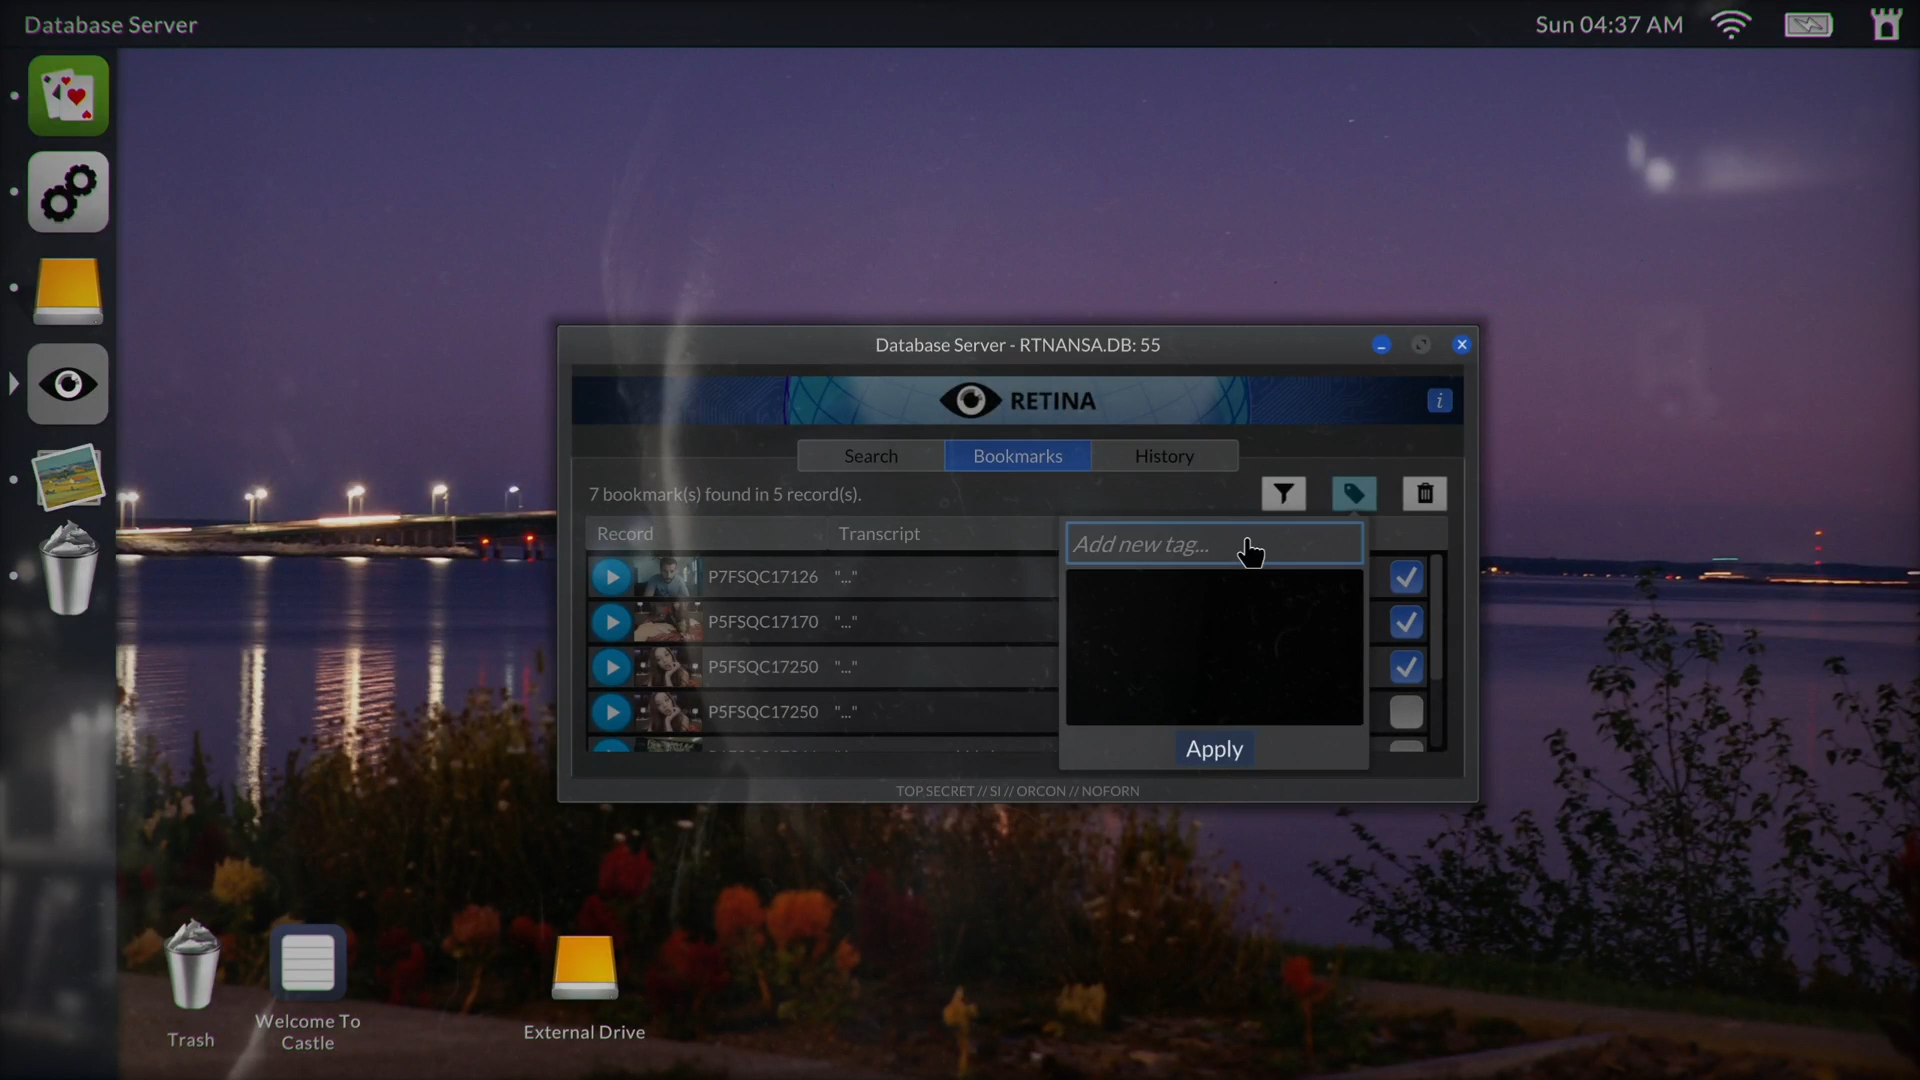 Database Server
Sun 04:37 AM
Database Server - RTNANSA.DB: 55
RETINA
i
Search
Bookmarks
History
7 bookmark(s) found in 5 record(s).
Record
Transcript
Add new tag...
P7FSQC17126
"..."
P5FSQC17170
"..."
P5FSQC17250
"..."
P5FSQC17250
"..."
Apply
TOP SECRET // SI // ORCON // NOFORN
Trash
Welcome To
Castle
External Drive